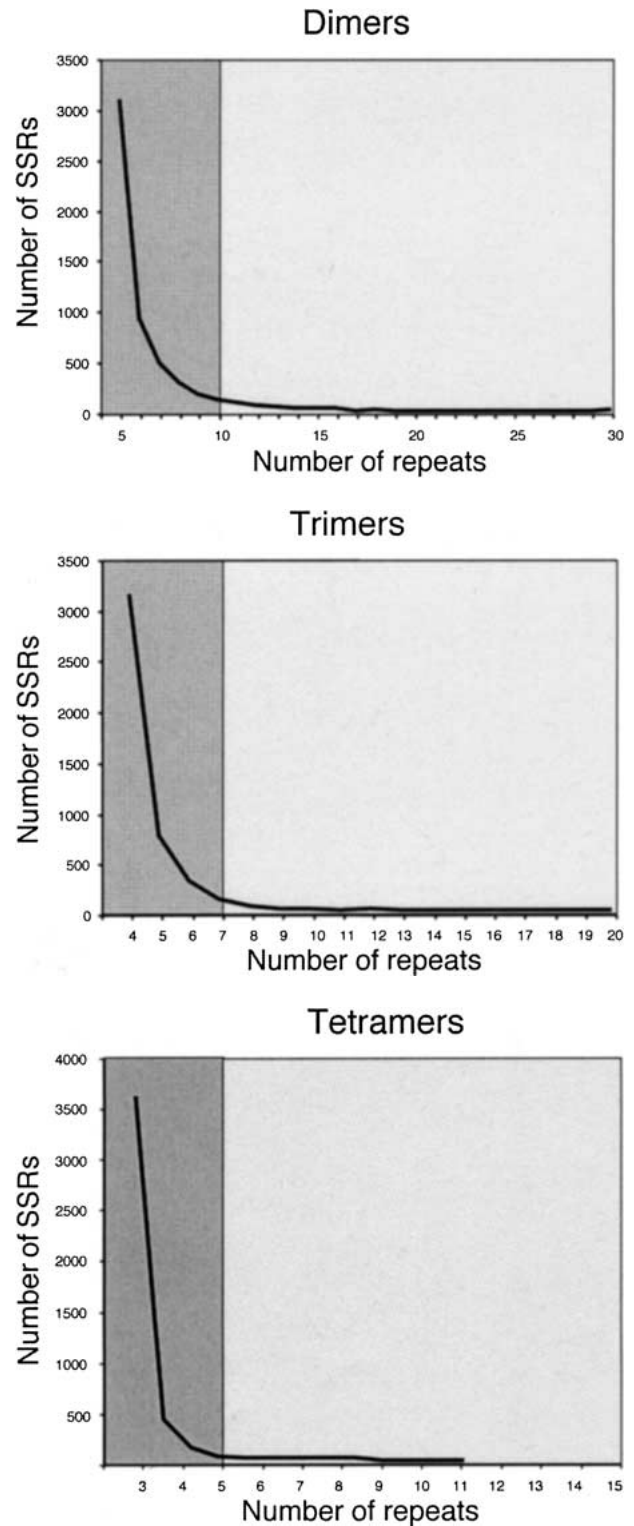 Dimers
3500
3000
2500
2000
1500
1000
500
0
Number of SSRs
5 10 15 20 25 30
Number of repeats
Trimers
3500
3000
2500
2000
1500
1000
500
0
Number of SSRs
4 5 6 7 8 9 10 11 12 13 14 15 16 17 18 19 20
Number of repeats
Tetramers
4000
3500
3000
2500
2000
1500
1000
500
Number of SSRs
3 4 5 6 7 8 9 10 11 12 13 14 15
Number of repeats